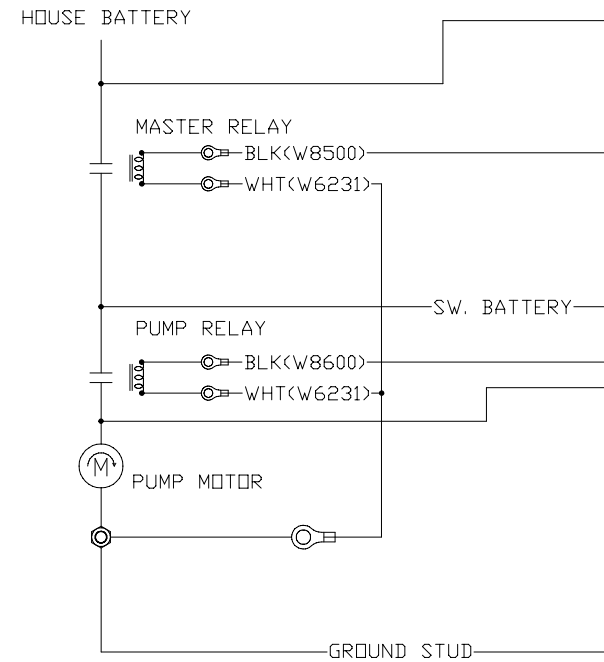 HOUSE BATTERY
MASTER RELAY
BLK(W8500)
WHT(W6231)
SW. BATTERY
PUMP RELAY
BLK(W8600)
WHT(W6231)
M
PUMP MOTOR
GROUND STUD